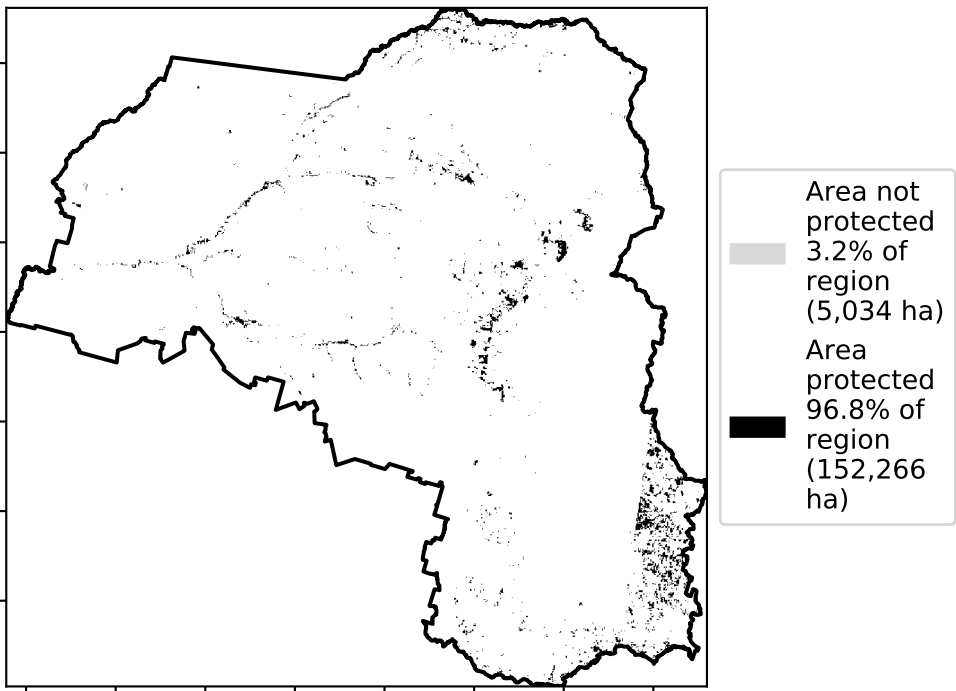 Area not
protected
3.2% of
region
(5,034 ha)
Area
protected
96.8% of
region
(152,266
ha)